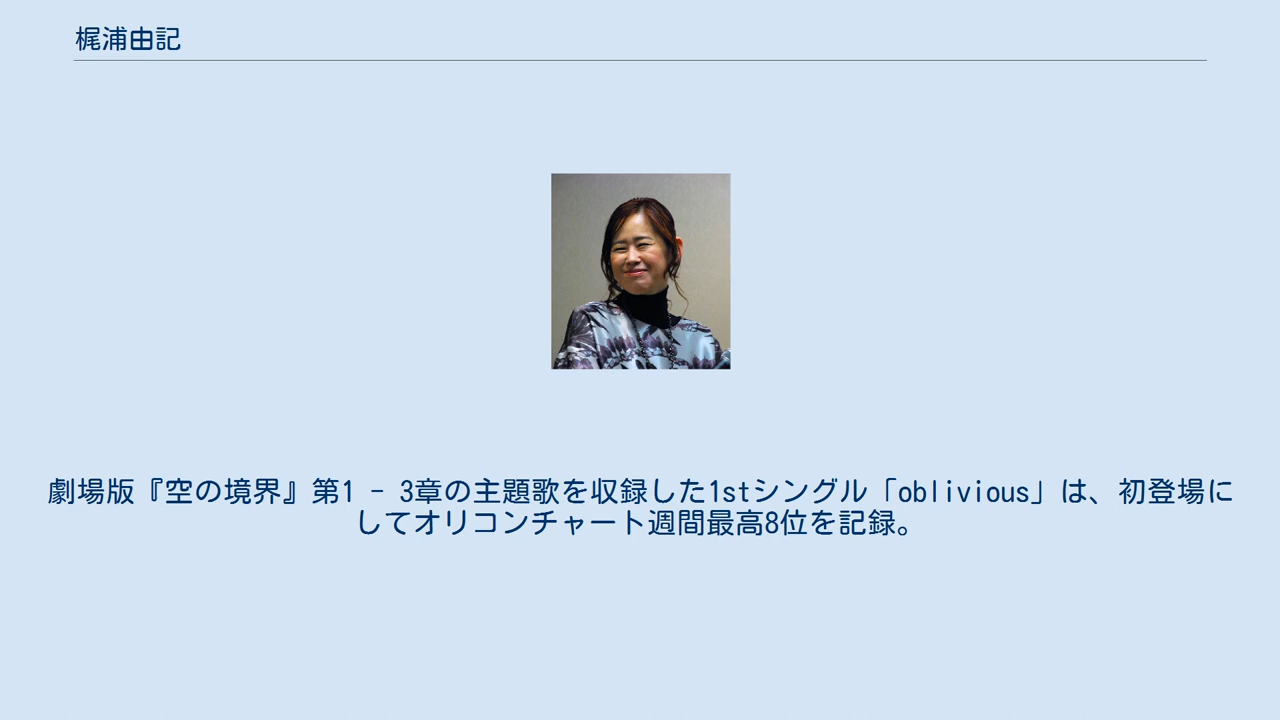 梶浦由記
劇場版『空の境界』第1 - 3章の主題歌を収録した1stシングル「oblivious」は、初登場に
してオリコンチャート週間最高8位を記録。